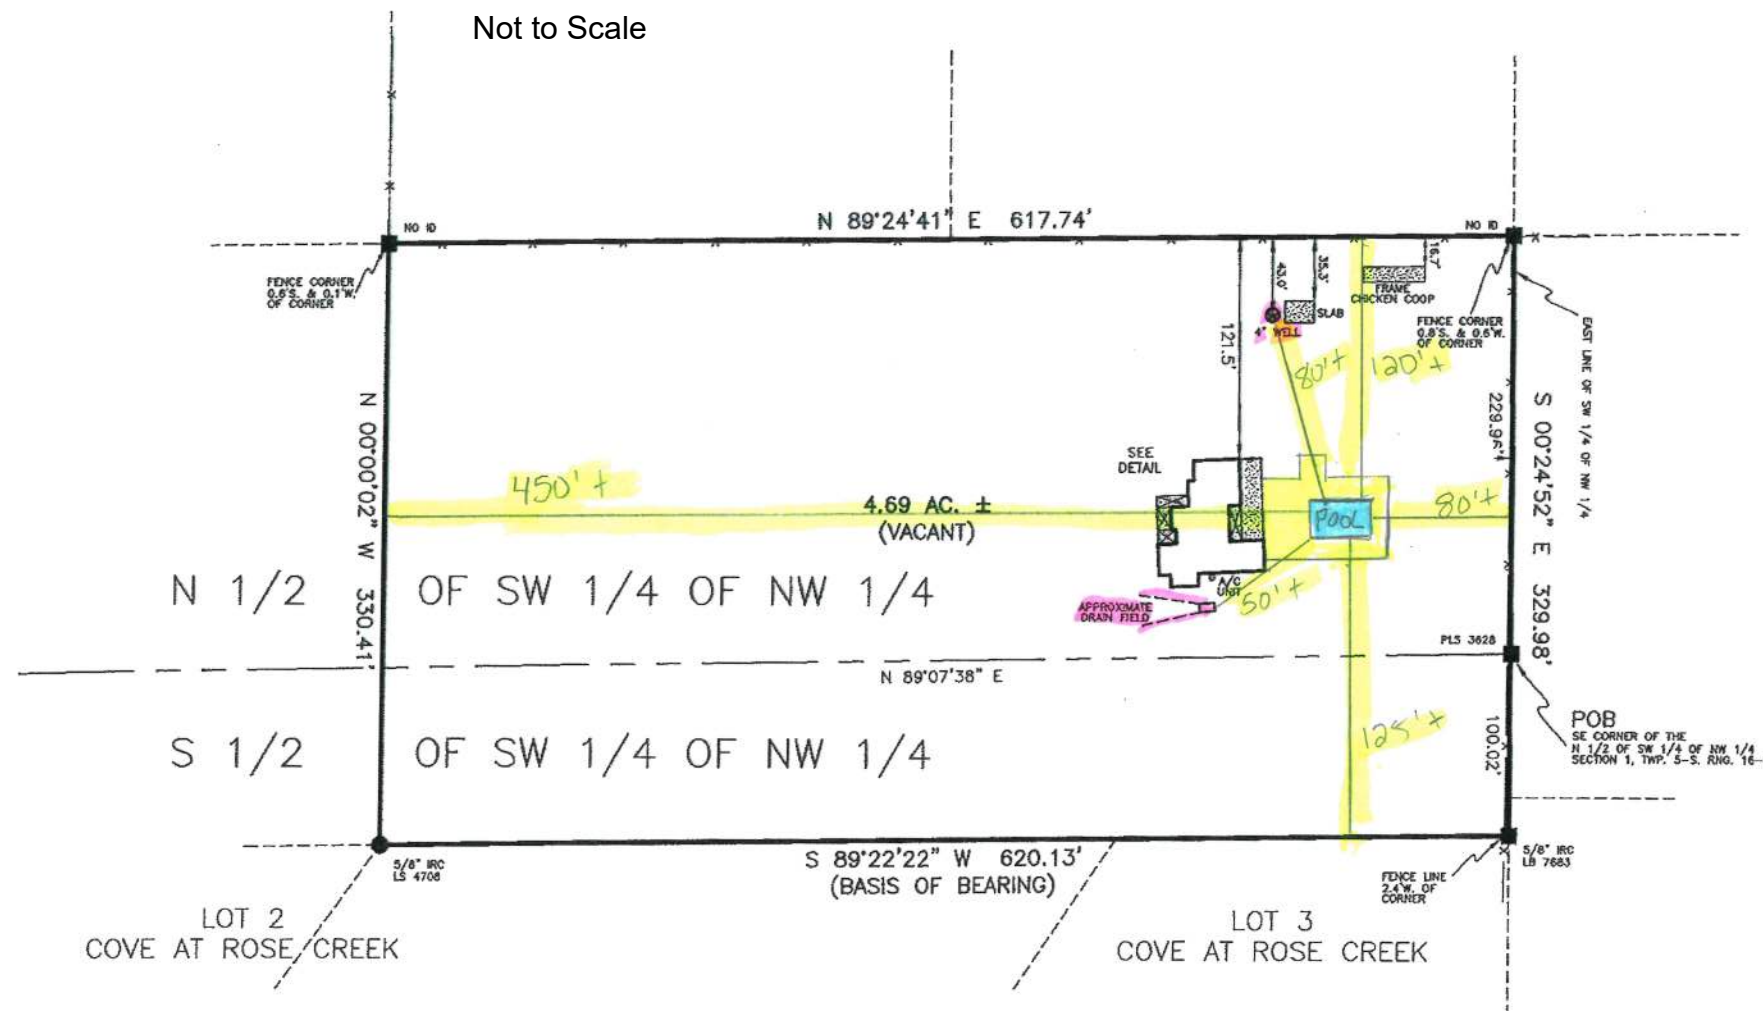 Not to Scale
N 89°24'41" E 617.74'
NO ID
NO ID
FENCE CORNER
0.6'S. & 0.1'W.
OF CORNER
43.0'
35.3'
16.7'
FRAME
CHICKEN COOP
SLAB
4" WELL
FENCE CORNER
0.8'S. & 0.6'W.
OF CORNER
EAST LINE OF SW 1/4 OF NW 1/4
121.5'
80'+
120'+
229.96'
S 00°24'52" E 329.98'
N 00°00'02" W 330.41'
SEE
DETAIL
450'+
4.69 AC. ±
(VACANT)
POOL
80'+
N 1/2 OF SW 1/4 OF NW 1/4
A/C
UNIT
50'+
APPROXIMATE
DRAIN FIELD
PLS 3628
N 89°07'38" E
S 1/2 OF SW 1/4 OF NW 1/4
125'+
100.02'
POB
SE CORNER OF THE
N 1/2 OF SW 1/4 OF NW 1/4
SECTION 1, TWP. 5-S. RNG. 16-
5/8" IRC
LS 4708
S 89°22'22" W 620.13'
(BASIS OF BEARING)
5/8" IRC
LB 7683
FENCE LINE
2.4'W. OF
CORNER
LOT 2
COVE AT ROSE CREEK
LOT 3
COVE AT ROSE CREEK